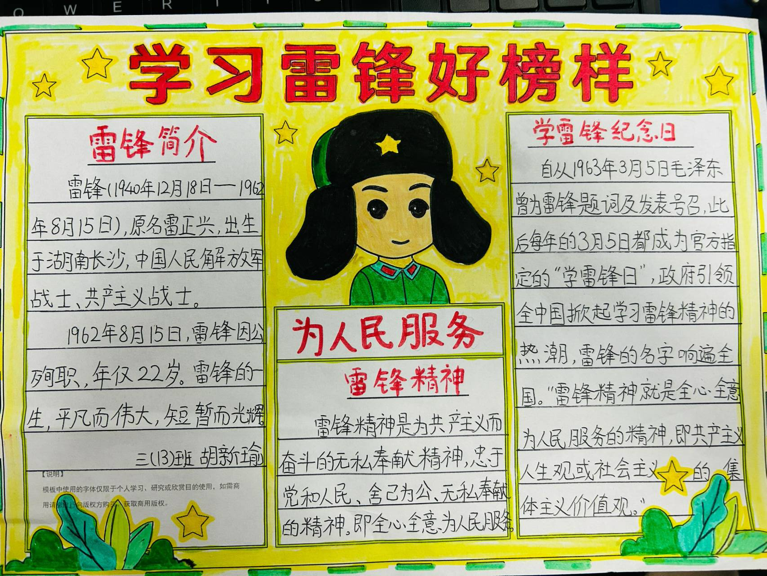 学习雷锋好榜样
雷锋简介
雷锋(1940年12月18日——1962
年8月15日),原名雷正兴,出生
于湖南长沙,中国人民解放军
战士、共产主义战士。
1962年8月15日,雷锋因公
殉职,年仅22岁。雷锋的一
生,平凡而伟大,短暂而光辉
三(13)班 胡新瑜
【说明】
模板中使用的字体仅限于个人学习、研究或欣赏目的使用,如需商
用请 版权方购 获取商用版权。
为人民服务
雷锋精神
雷锋精神是为共产主义而
奋斗的无私奉献精神,忠于
党和人民、舍己为公、无私奉献
的精神。即全心全意为人民服务
学雷锋纪念日
自从1963年3月5日毛泽东
曾为雷锋题词及发表号召,此
后每年的3月5日都成为官方指
定的“学雷锋日”,政府引领
全中国掀起学习雷锋精神的
热潮,雷锋的名字响遍全
国。“雷锋精神就是全心全意
为人民服务的精神,即共产主义
人生观或社会主义的 集
体主义价值观。”